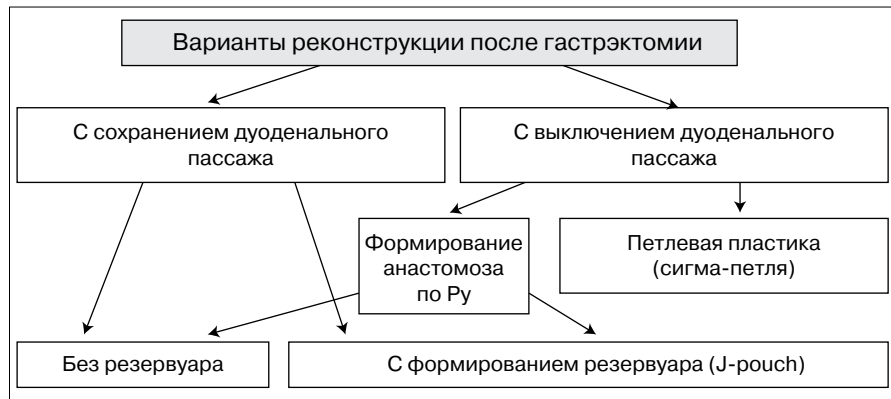 Варианты реконструкции после гастрэктомии
С сохранением дуоденального
пассажа
С выключением дуоденального
пассажа
Формирование
анастомоза
по Ру
Петлевая пластика
(сигма-петля)
Без резервуара
С формированием резервуара (J-pouch)